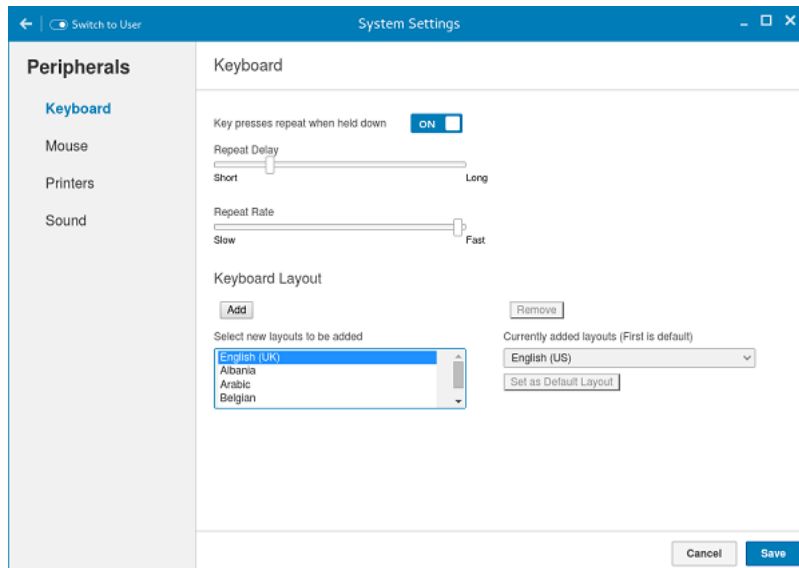 Switch to User
System Settings
Peripherals
Keyboard
Mouse
Printers
Sound
Keyboard
Key presses repeat when held down
ON
Repeat Delay
Short
Long
Repeat Rate
Slow
Fast
Keyboard Layout
Add
Remove
Select new layouts to be added
Currently added layouts (First is default)
English (UK)
Albania
Arabic
Belgian
English (US)
Set as Default Layout
Cancel
Save